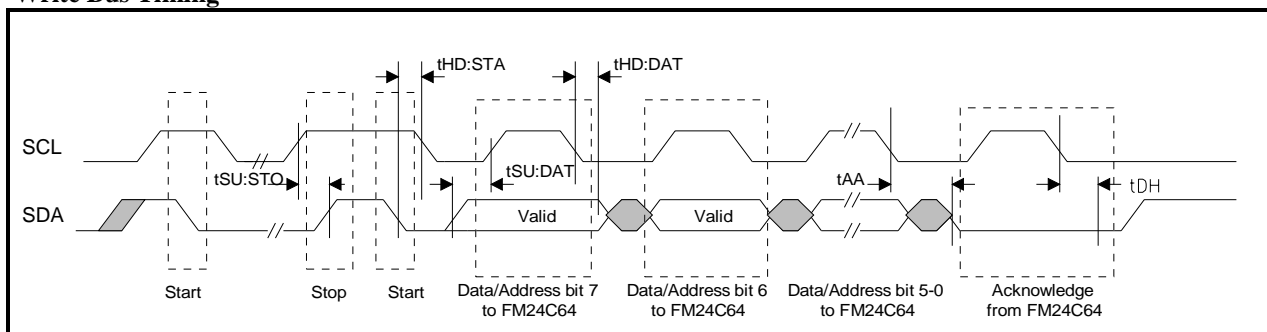 Write Bus Timing
tHD:STA
tHD:DAT
SCL
tSU:STO
tSU:DAT
tAA
tDH
SDA
Valid
Valid
Start
Stop
Start
Data/Address bit 7
to FM24C64
Data/Address bit 6
to FM24C64
Data/Address bit 5-0
to FM24C64
Acknowledge
from FM24C64